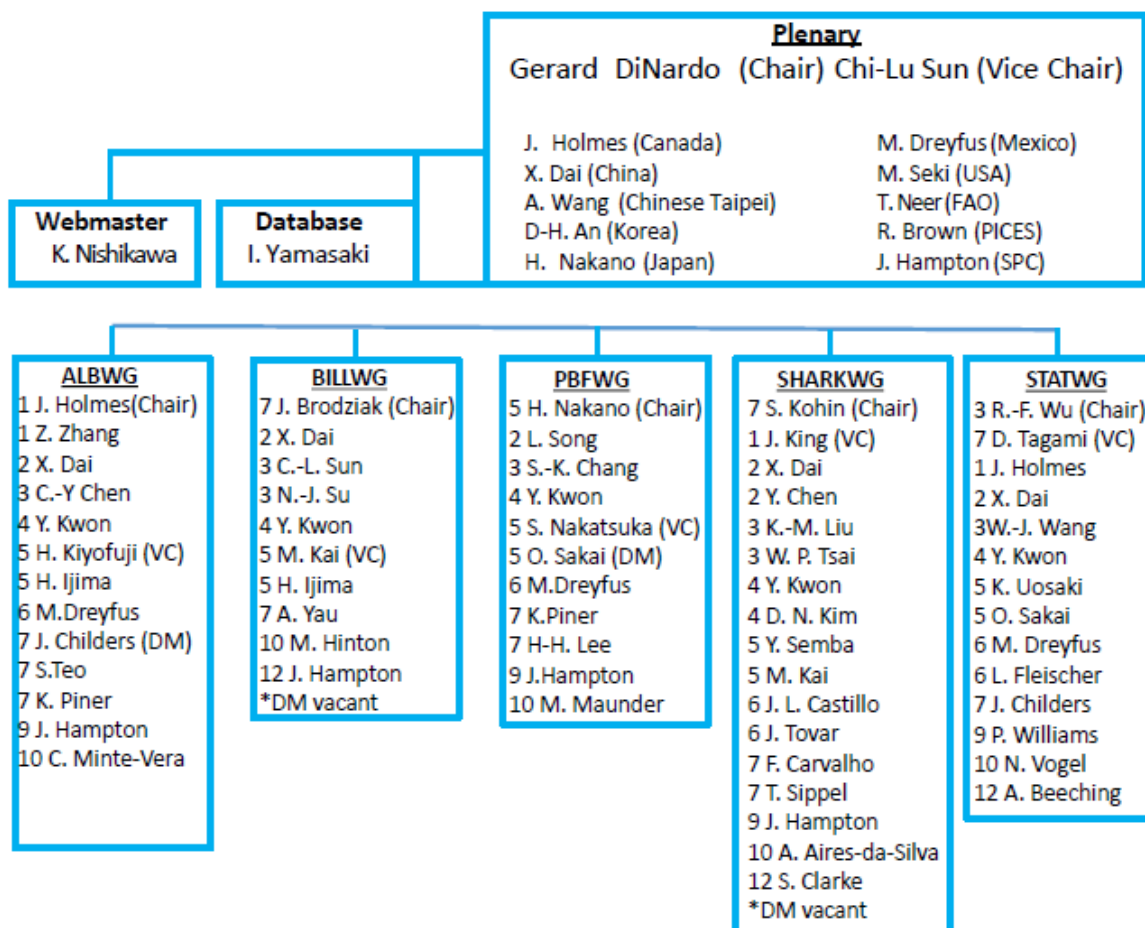 Plenary
Gerard DiNardo (Chair) Chi-Lu Sun (Vice Chair)
J. Holmes (Canada)
X. Dai (China)
A. Wang (Chinese Taipei)
D-H. An (Korea)
H. Nakano (Japan)
M. Dreyfus (Mexico)
M. Seki (USA)
T. Neer (FAO)
R. Brown (PICES)
J. Hampton (SPC)
Webmaster
K. Nishikawa
Database
I. Yamasaki
ALBWG
1 J. Holmes(Chair)
1 Z. Zhang
2 X. Dai
3 C.-Y Chen
4 Y. Kwon
5 H. Kiyofuji (VC)
5 H. Ijima
6 M.Dreyfus
7 J. Childers (DM)
7 S.Teo
7 K. Piner
9 J. Hampton
10 C. Minte-Vera
BILLWG
7 J. Brodziak (Chair)
2 X. Dai
3 C.-L. Sun
3 N.-J. Su
4 Y. Kwon
5 M. Kai (VC)
5 H. Ijima
7 A. Yau
10 M. Hinton
12 J. Hampton
*DM vacant
PBFWG
5 H. Nakano (Chair)
2 L. Song
3 S.-K. Chang
4 Y. Kwon
5 S. Nakatsuka (VC)
5 O. Sakai (DM)
6 M.Dreyfus
7 K.Piner
7 H-H. Lee
9 J.Hampton
10 M. Maunder
SHARKWG
7 S. Kohin (Chair)
1 J. King (VC)
2 X. Dai
2 Y. Chen
3 K.-M. Liu
3 W. P. Tsai
4 Y. Kwon
4 D. N. Kim
5 Y. Semba
5 M. Kai
6 J. L. Castillo
6 J. Tovar
7 F. Carvalho
7 T. Sippel
9 J. Hampton
10 A. Aires-da-Silva
12 S. Clarke
*DM vacant
STATWG
3 R.-F. Wu (Chair)
7 D. Tagami (VC)
1 J. Holmes
2 X. Dai
3W.-J. Wang
4 Y. Kwon
5 K. Uosaki
5 O. Sakai
6 M. Dreyfus
6 L. Fleischer
7 J. Childers
9 P. Williams
10 N. Vogel
12 A. Beeching